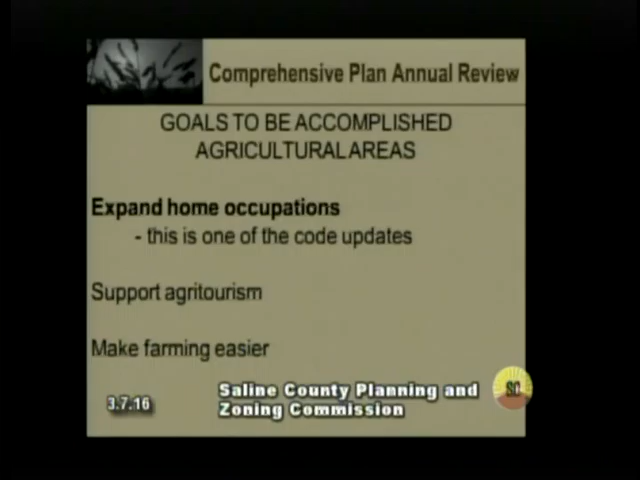 Comprehensive Plan Annual Review
GOALS TO BE ACCOMPLISHED
AGRICULTURAL AREAS
Expand home occupations
- this is one of the code updates
Support agritourism
Make farming easier
3.7.16
Saline County Planning and
Zoning Commission
SC